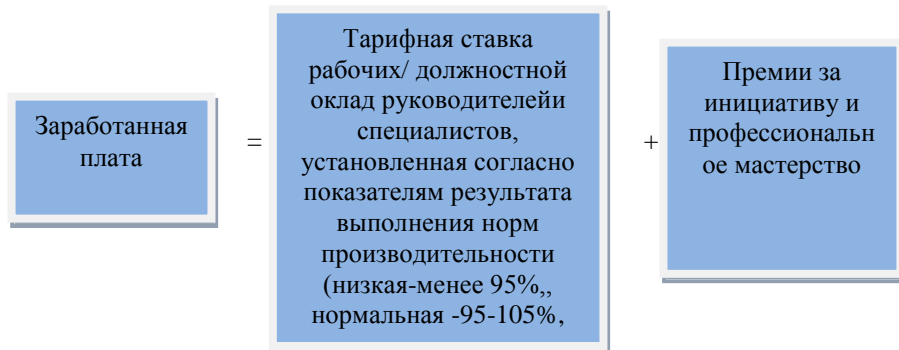 Заработанная
плата
=
Тарифная ставка
рабочих/ должностной
оклад руководителейи
специалистов,
установленная согласно
показателям результата
выполнения норм
производительности
(низкая-менее 95%,,
нормальная -95-105%,
+
Премии за
инициативу и
профессиональн
ое мастерство